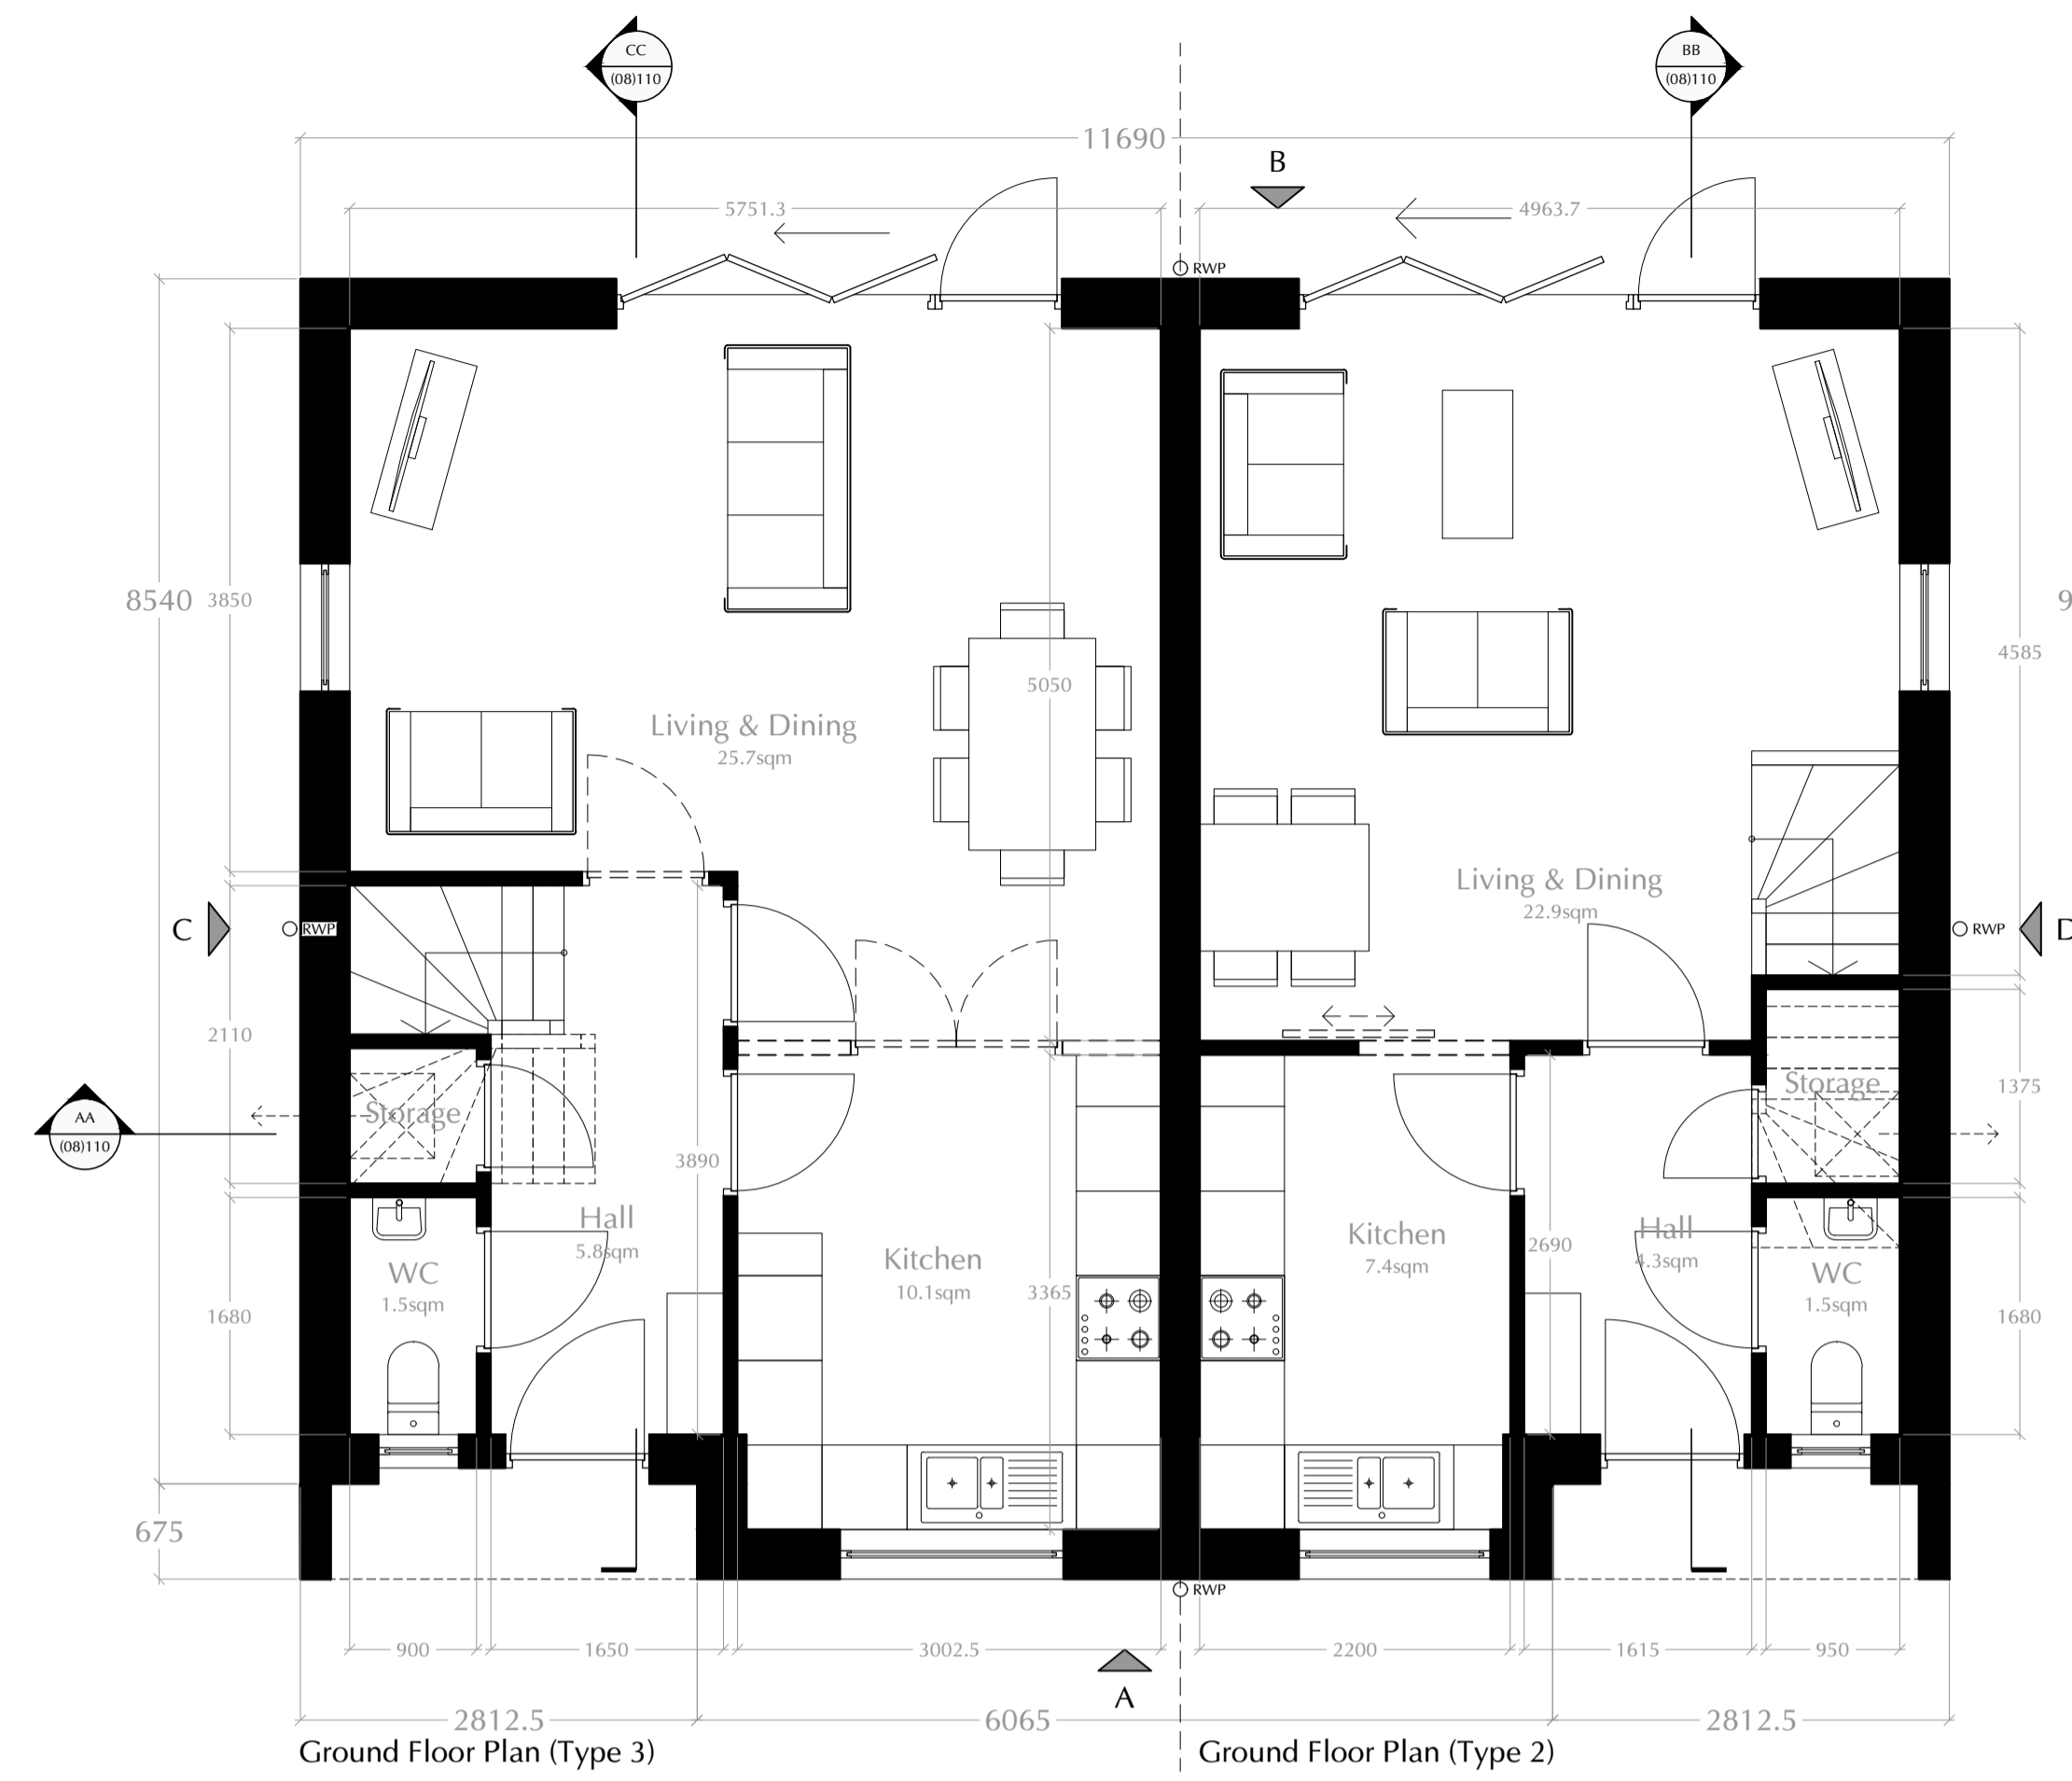 CC
(08)110
BB
(08)110
11690
B
5751.3
4963.7
RWP
8540
3850
9
4585
5050
Living & Dining
25.7sqm
Living & Dining
22.9sqm
C
RWP
RWP
D
2110
Storage
Storage
1375
AA
(08)110
3890
Hall
5.8sqm
Kitchen
10.1sqm
3365
Kitchen
7.4sqm
2690
Hall
4.3sqm
WC
1.5sqm
WC
1.5sqm
1680
1680
675
RWP
900
1650
3002.5
2200
1615
950
A
2812.5
6065
2812.5
Ground Floor Plan (Type 3)
Ground Floor Plan (Type 2)